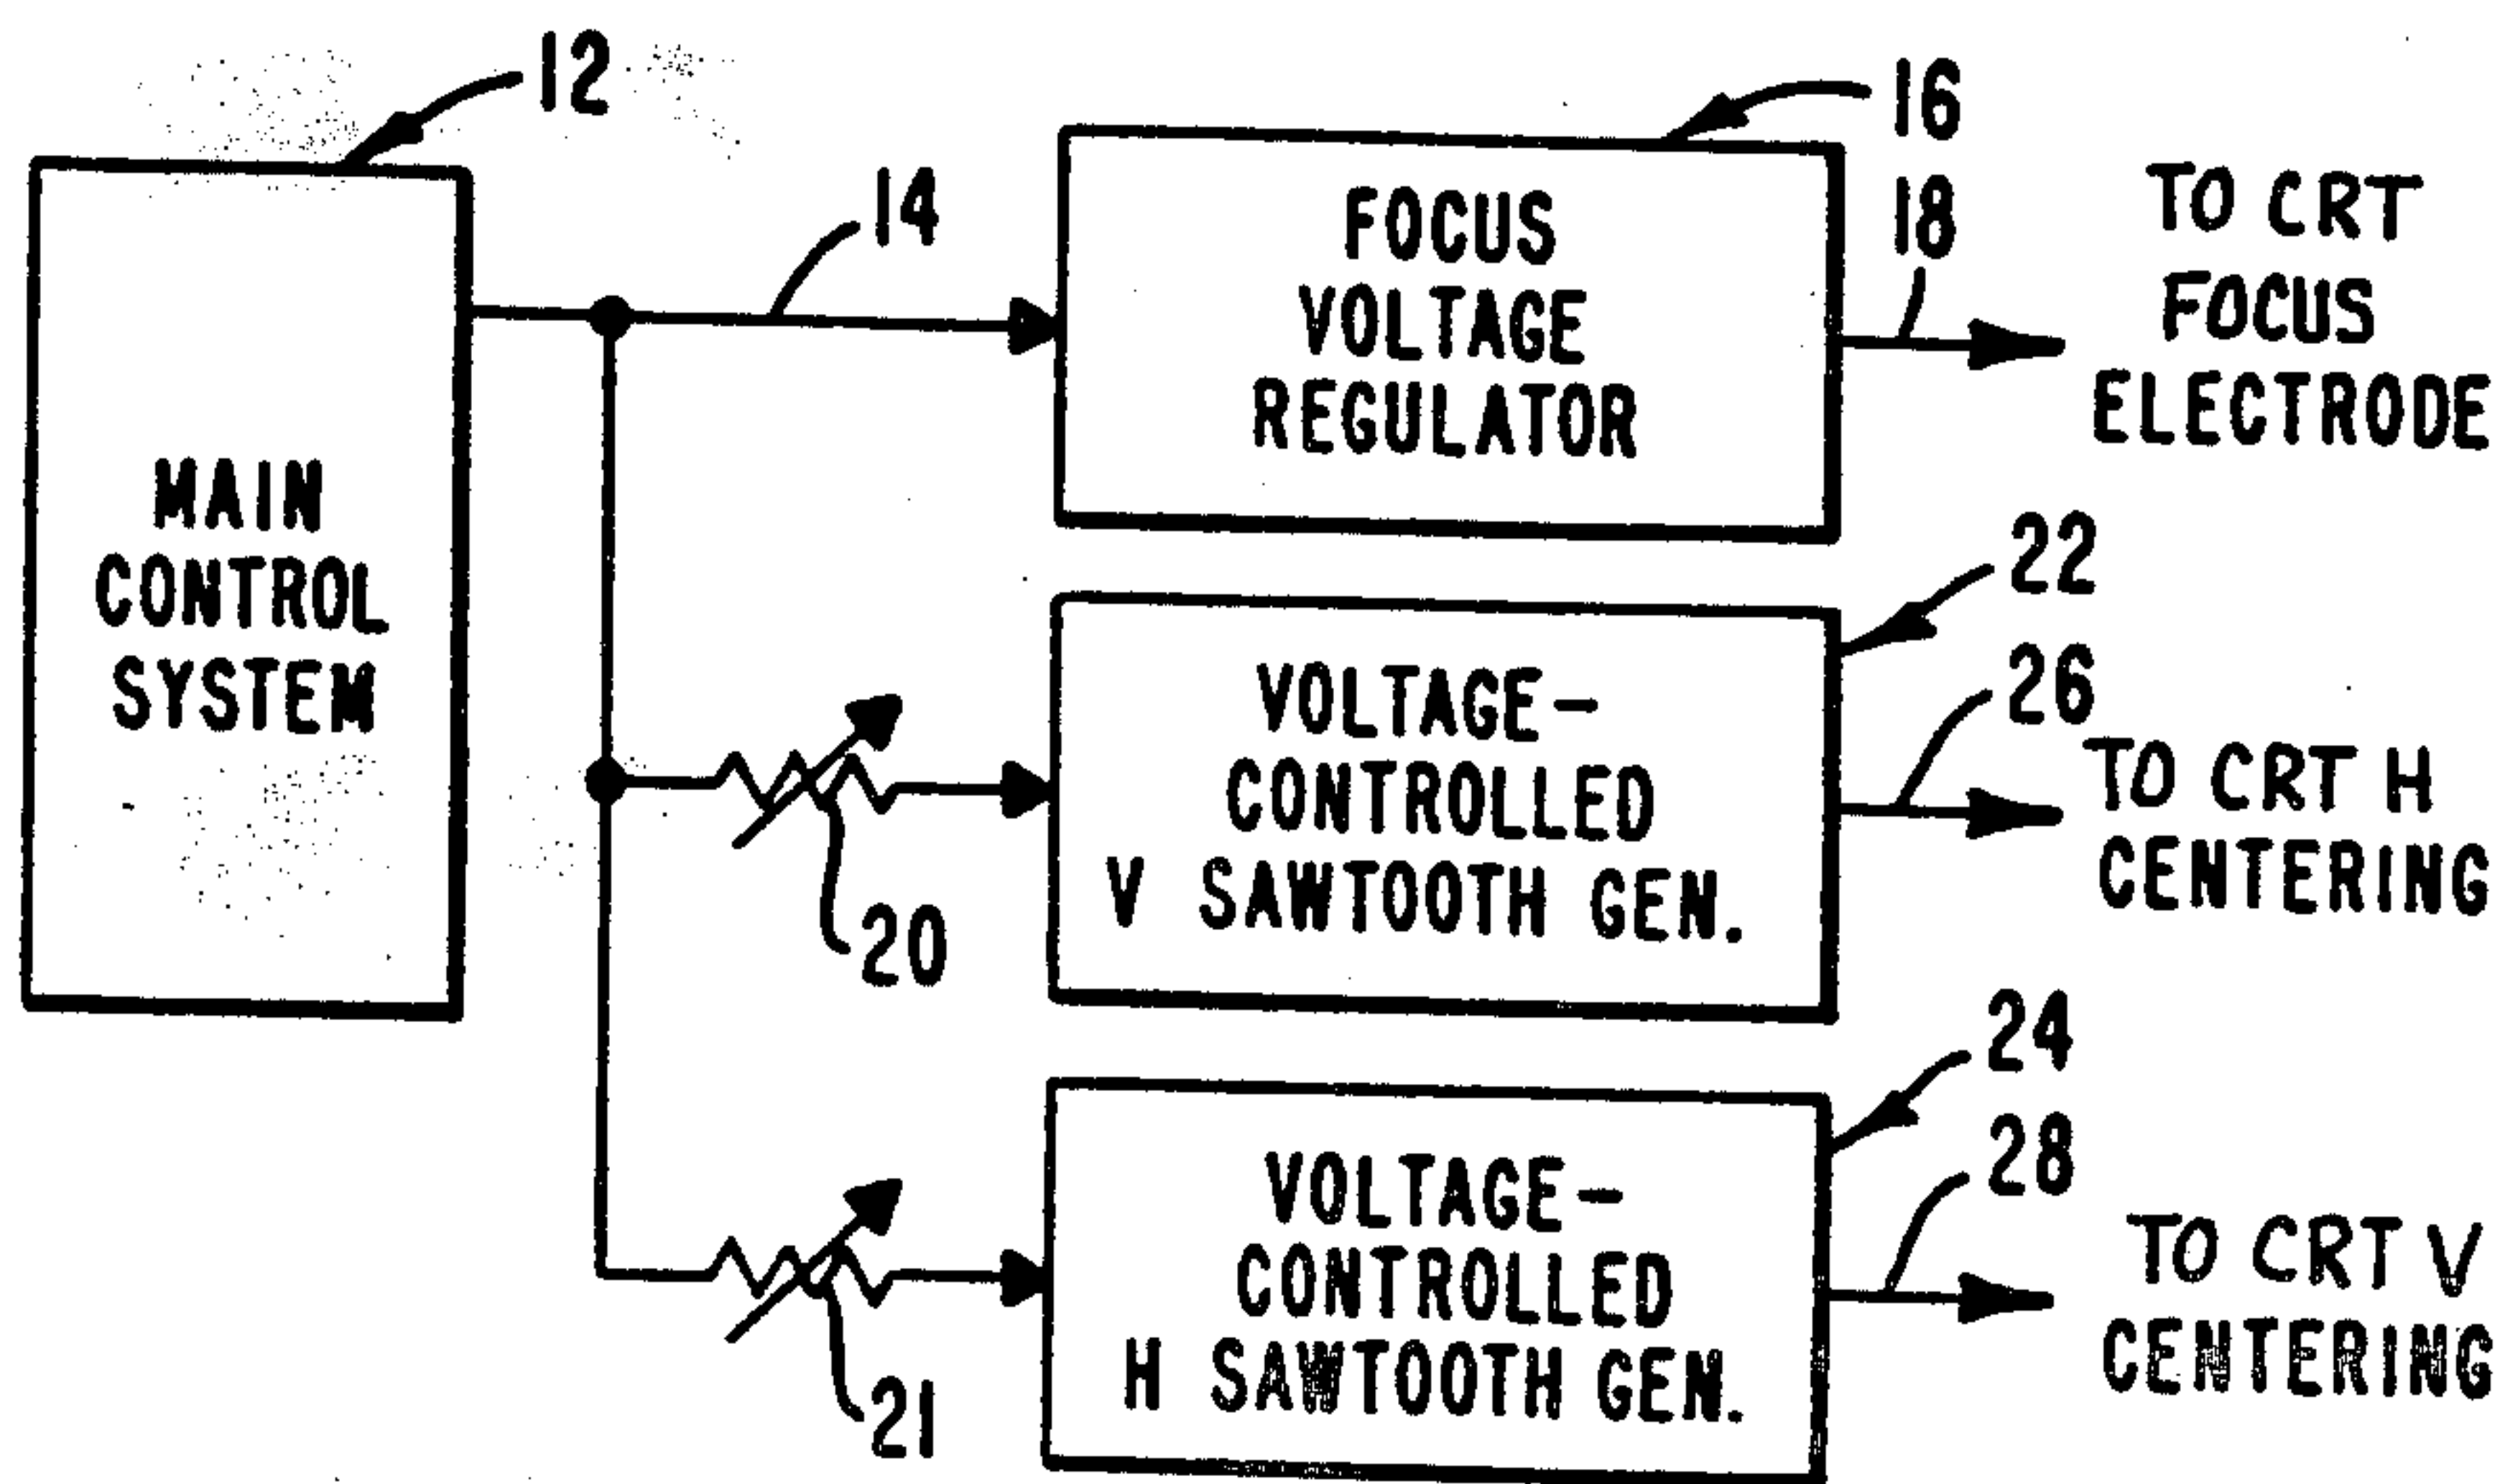 12
MAIN
CONTROL
SYSTEM
14
16
FOCUS
VOLTAGE
REGULATOR
18
TO CRT
FOCUS
ELECTRODE
20
22
VOLTAGE-
CONTROLLED
V SAWTOOTH GEN.
26
TO CRT H
CENTERING
21
24
VOLTAGE-
CONTROLLED
H SAWTOOTH GEN.
28
TO CRT V
CENTERING